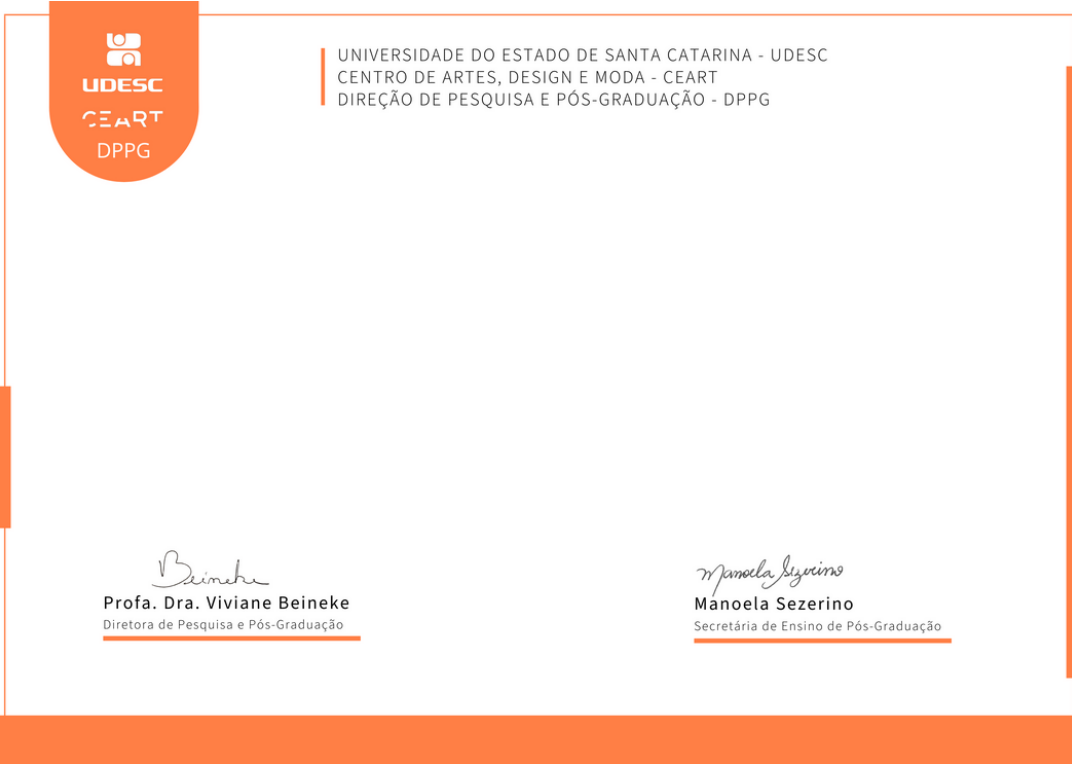 UDESC
CEART
DPPG
UNIVERSIDADE DO ESTADO DE SANTA CATARINA - UDESC
CENTRO DE ARTES, DESIGN E MODA - CEART
DIREÇÃO DE PESQUISA E PÓS-GRADUAÇÃO - DPPG
Beineke
Profa. Dra. Viviane Beineke
Diretora de Pesquisa e Pós-Graduação
Manoela Sezerino
Manoela Sezerino
Secretária de Ensino de Pós-Graduação